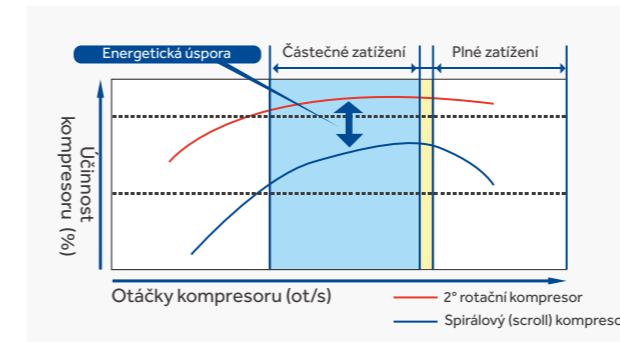 Energetická úspora
Částečné zatížení
Plné zatížení
Účinnost
kompresoru (%)
Otáčky kompresoru (ot/s)
2° rotační kompresor
Spirálový (scroll) kompreso